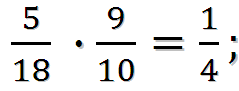 5/18 · 9/10 = 1/4;